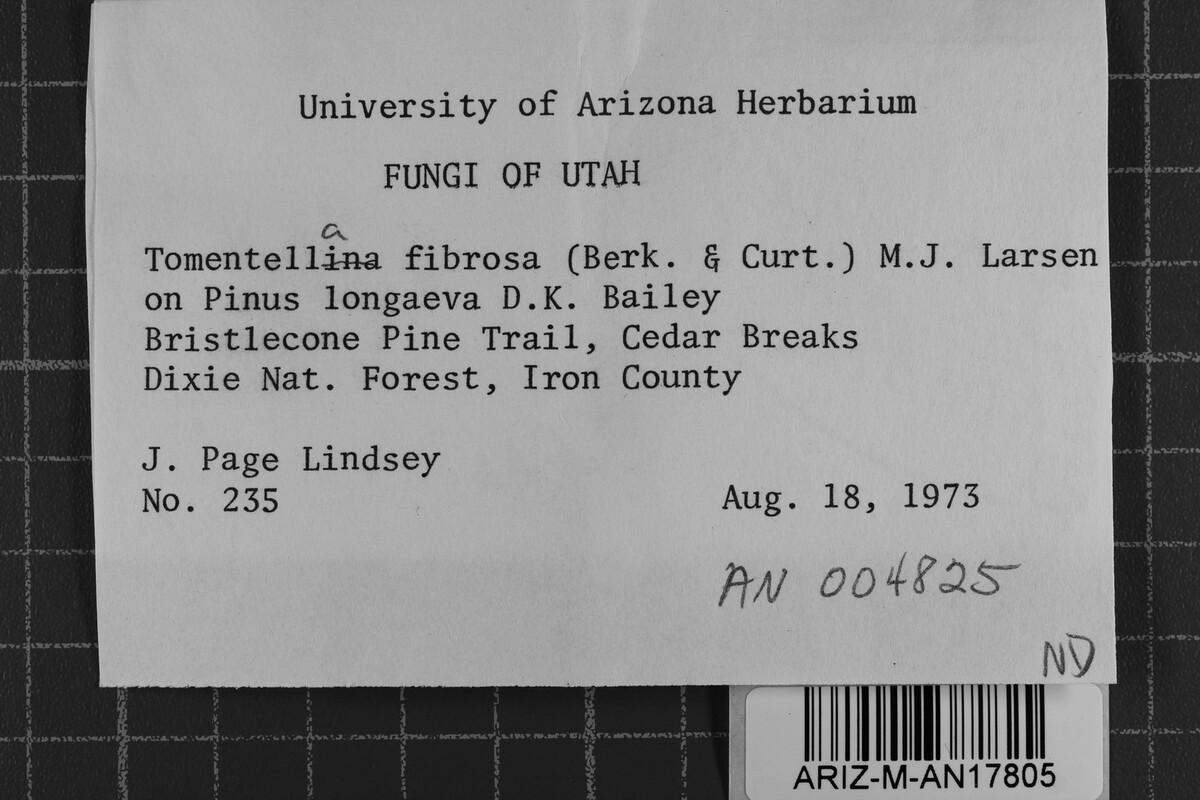 University of Arizona Herbarium
FUNGI OF UTAH
a
Tomentellina fibrosa (Berk. & Curt.) M.J. Larsen
on Pinus longaeva D.K. Bailey
Bristlecone Pine Trail, Cedar Breaks
Dixie Nat. Forest, Iron County
J. Page Lindsey
No. 235
Aug. 18, 1973
AN 004825
ND
ARIZ-M-AN17805